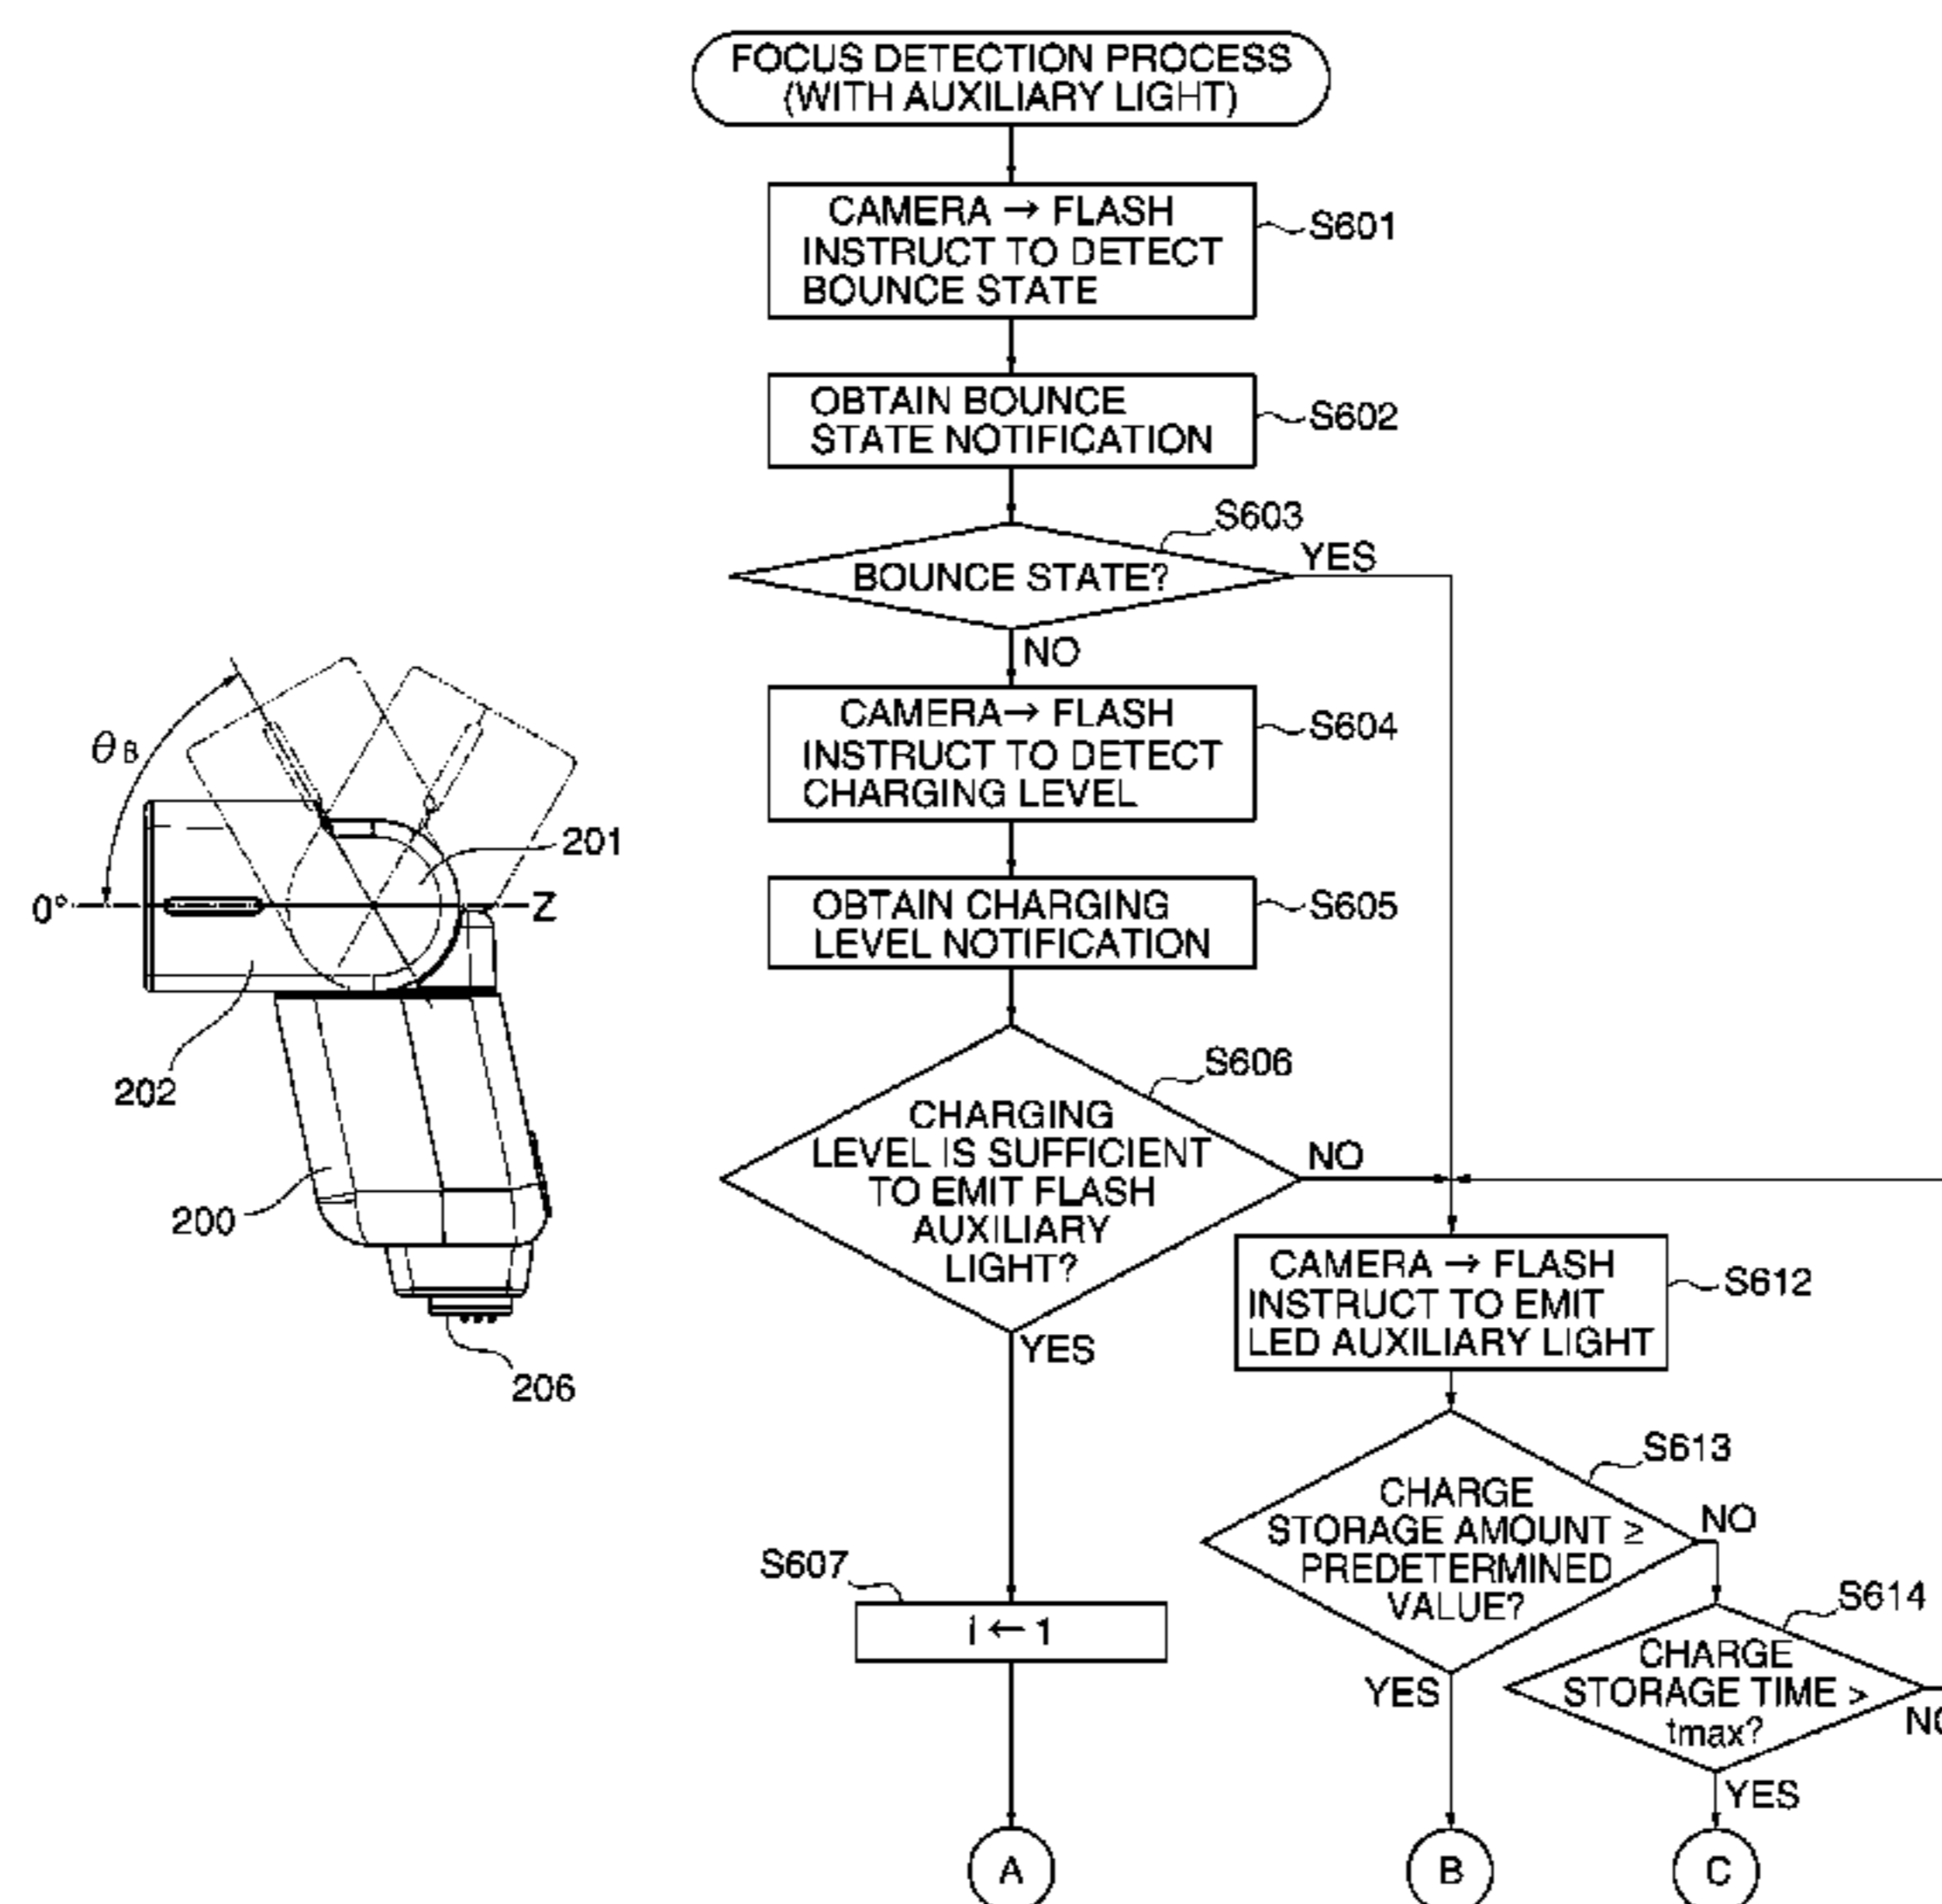 FOCUS DETECTION PROCESS
(WITH AUXILIARY LIGHT)
CAMERA → FLASH
INSTRUCT TO DETECT
BOUNCE STATE
S601
OBTAIN BOUNCE
STATE NOTIFICATION
S602
S603
BOUNCE STATE?
YES
NO
CAMERA→ FLASH
INSTRUCT TO DETECT
CHARGING LEVEL
S604
OBTAIN CHARGING
LEVEL NOTIFICATION
S605
S606
CHARGING
LEVEL IS SUFFICIENT
TO EMIT FLASH
AUXILIARY
LIGHT?
NO
YES
CAMERA → FLASH
INSTRUCT TO EMIT
LED AUXILIARY LIGHT
S612
S613
CHARGE
STORAGE AMOUNT ≥
PREDETERMINED
VALUE?
NO
YES
S607
i ← 1
S614
CHARGE
STORAGE TIME >
tmax?
NO
YES
A
B
C
θB
0°
Z
201
202
200
206